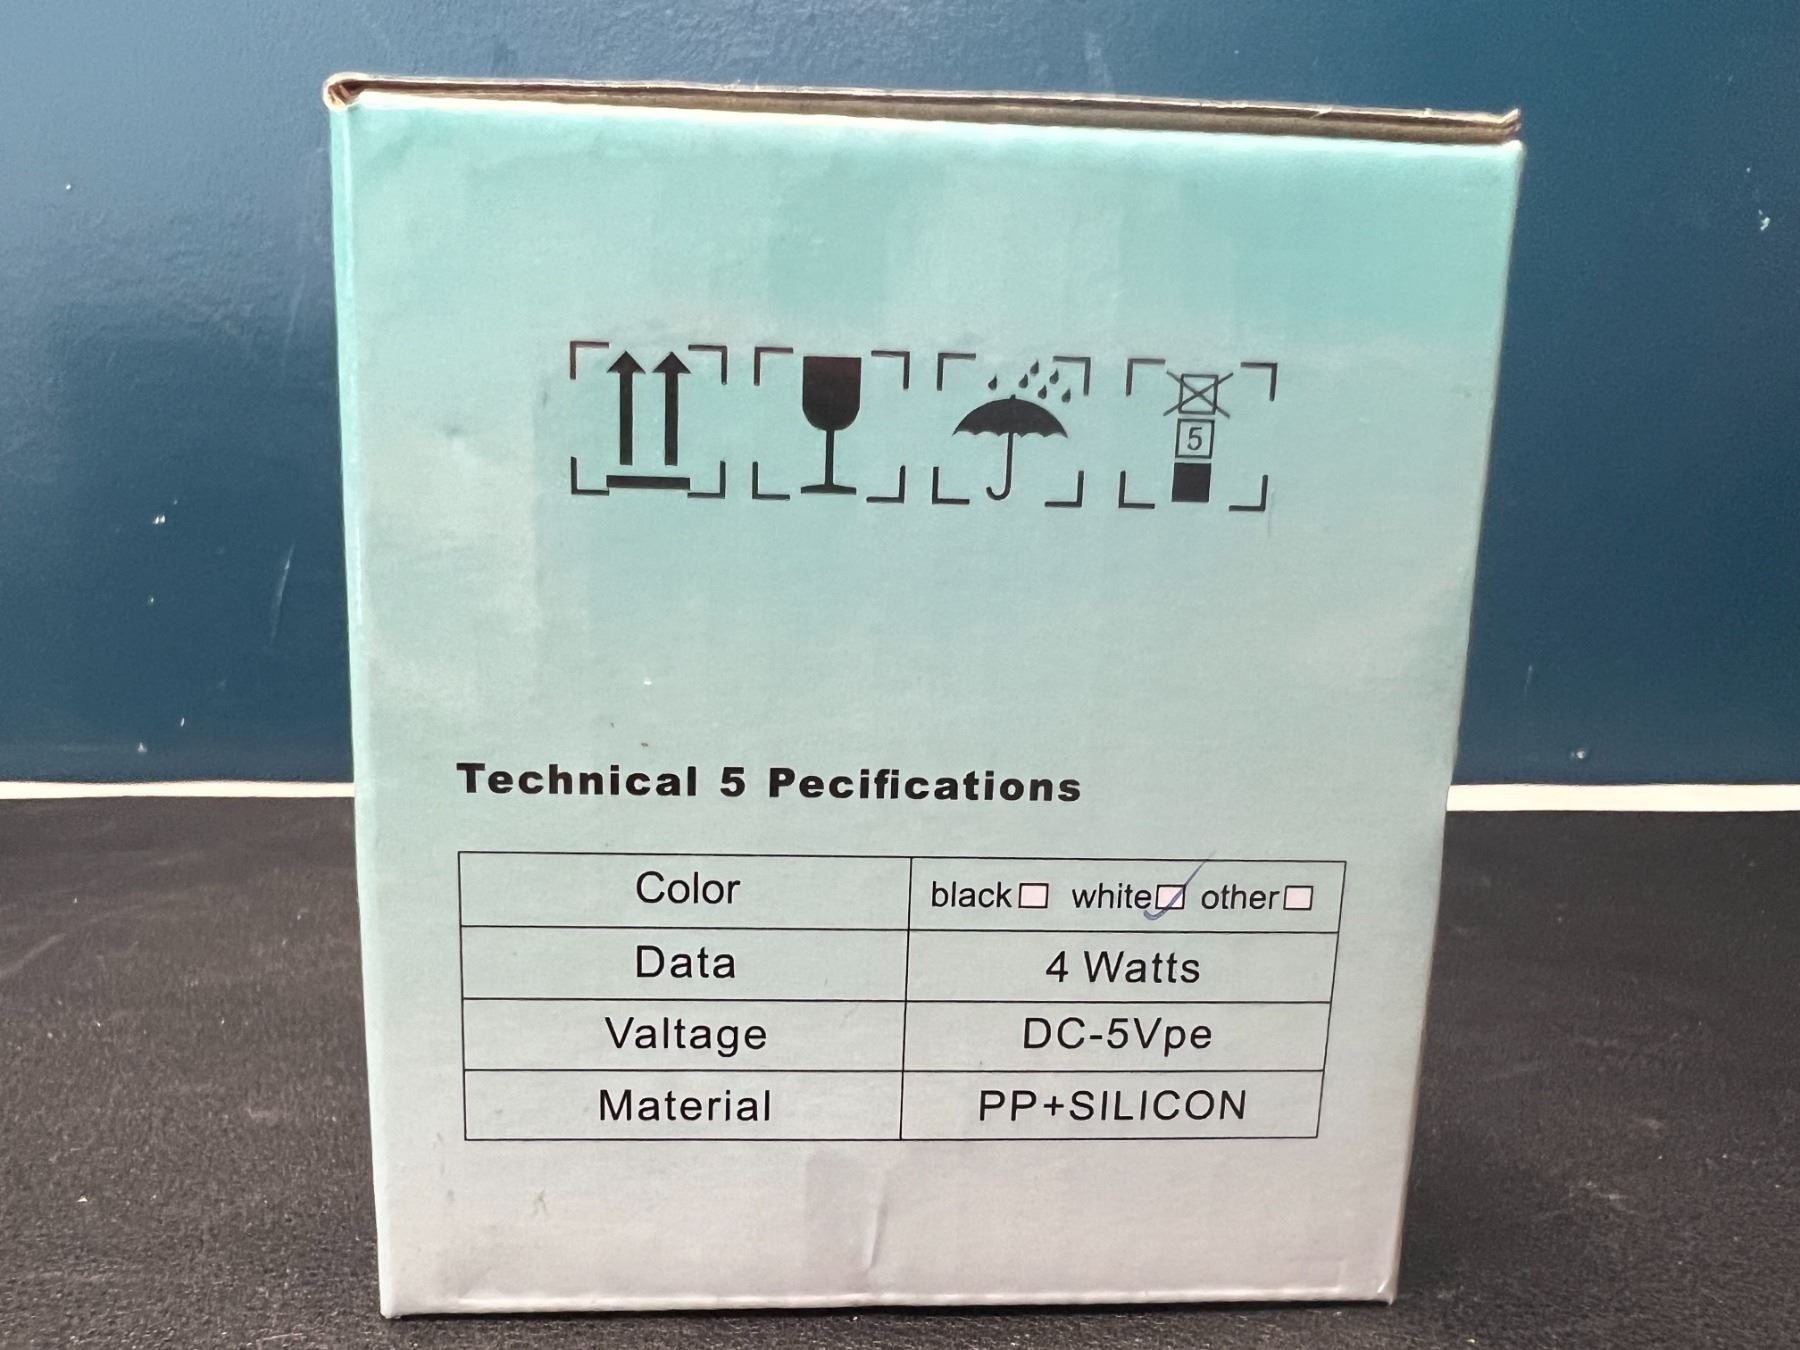 5
Technical 5 Pecifications
Color black☐ white☑ other☐
Data 4 Watts
Valtage DC-5Vpe
Material PP+SILICON